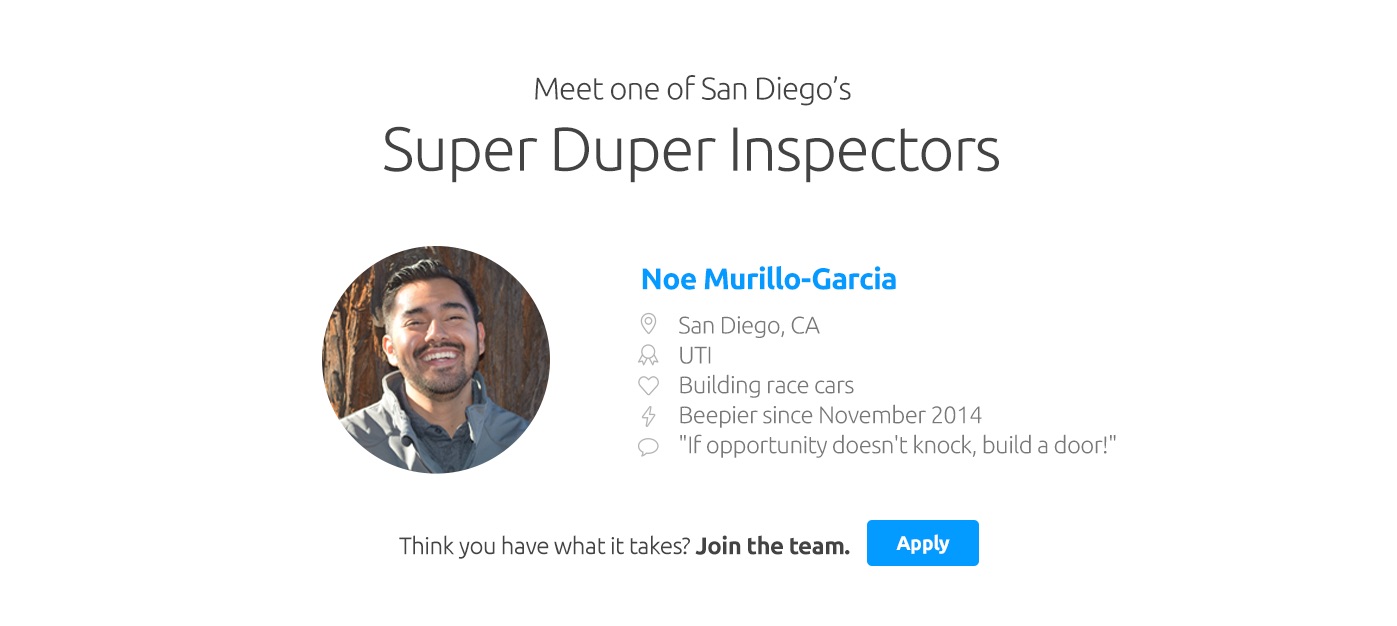 Meet one of San Diego’s
Super Duper Inspectors
Noe Murillo-Garcia
San Diego, CA
UTI
Building race cars
Beepier since November 2014
"If opportunity doesn't knock, build a door!"
Think you have what it takes? Join the team. Apply